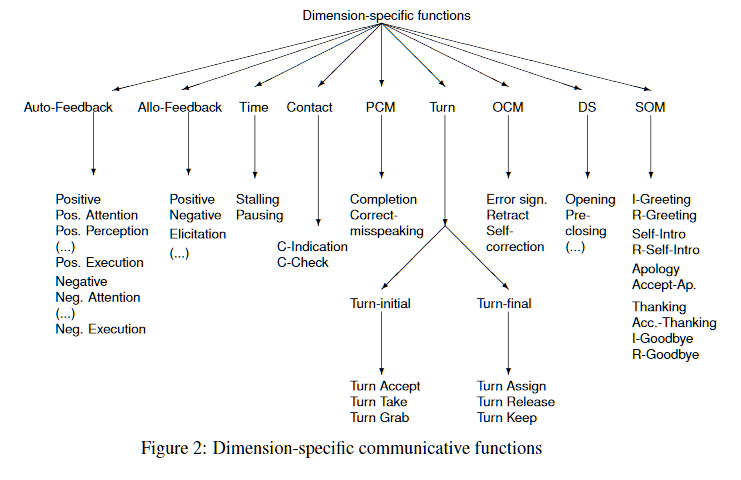 Dimension-specific functions
Auto-Feedback Allo-Feedback Time Contact PCM Turn OCM DS SOM
Positive
Pos. Attention
Pos. Perception
(...)
Pos. Execution
Negative
Neg. Attention
(...)
Neg. Execution
Positive
Negative
Elicitation
(...)
Stalling
Pausing
C-Indication
C-Check
Completion
Correct-
misspeaking
Turn-initial
Turn Accept
Turn Take
Turn Grab
Turn-final
Turn Assign
Turn Release
Turn Keep
Error sign.
Retract
Self-
correction
Opening
Pre-
closing
(...)
I-Greeting
R-Greeting
Self-Intro
R-Self-Intro
Apology
Accept-Ap.
Thanking
Acc.-Thanking
I-Goodbye
R-Goodbye
Figure 2: Dimension-specific communicative functions